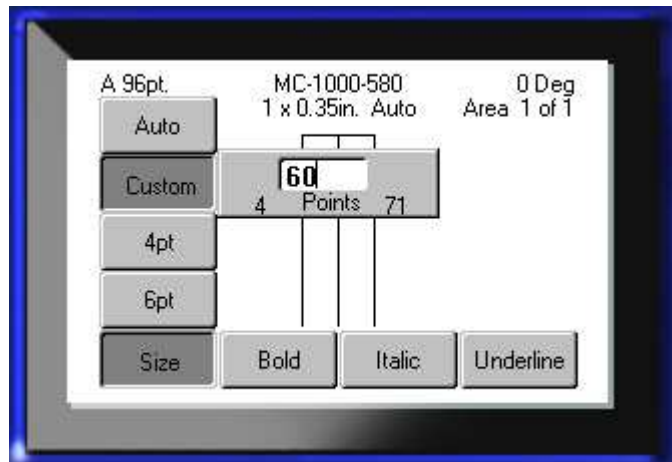 A 96pt. MC-1000-580 0 Deg
1 x 0.35in. Auto Area 1 of 1
Auto
Custom
60
4 Points 71
4pt
6pt
Size Bold Italic Underline